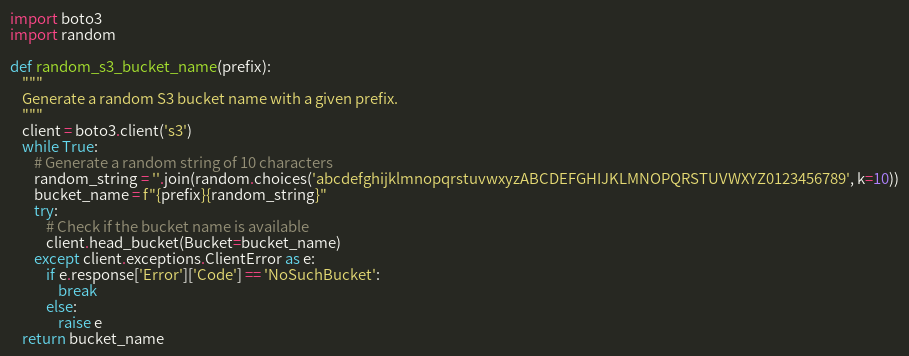 import boto3
import random

def random_s3_bucket_name(prefix):
    """
    Generate a random S3 bucket name with a given prefix.
    """
    client = boto3.client('s3')
    while True:
        # Generate a random string of 10 characters
        random_string = ''.join(random.choices('abcdefghijklmnopqrstuvwxyzABCDEFGHIJKLMNOPQRSTUVWXYZ0123456789', k=10))
        bucket_name = f"{prefix}{random_string}"
        try:
            # Check if the bucket name is available
            client.head_bucket(Bucket=bucket_name)
        except client.exceptions.ClientError as e:
            if e.response['Error']['Code'] == 'NoSuchBucket':
                break
            else:
                raise e
    return bucket_name